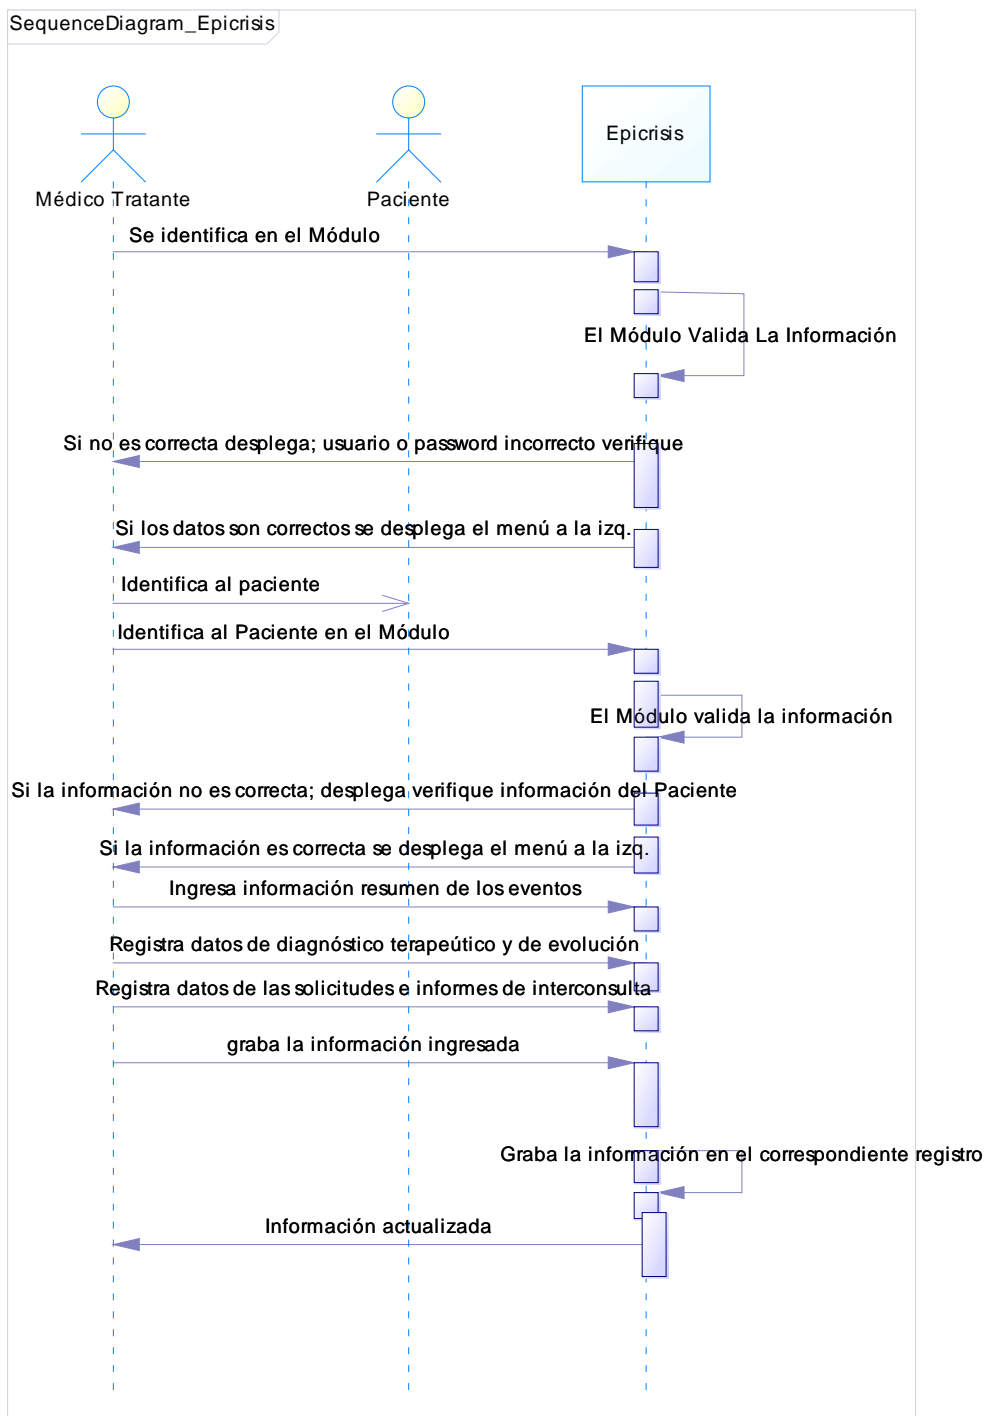 SequenceDiagram_Epicrisis
Médico Tratante
Paciente
Epicrisis
Se identifica en el Módulo
El Módulo Valida La Información
Si no es correcta desplega; usuario o password incorrecto verifique
Si los datos son correctos se desplega el menú a la izq.
Identifica al paciente
Identifica al Paciente en el Módulo
El Módulo valida la información
Si la información no es correcta; desplega verifique información del Paciente
Si la información es correcta se desplega el menú a la izq.
Ingresa información resumen de los eventos
Registra datos de diagnóstico terapeútico y de evolución
Registra datos de las solicitudes e informes de interconsulta
graba la información ingresada
Graba la información en el correspondiente registro
Información actualizada